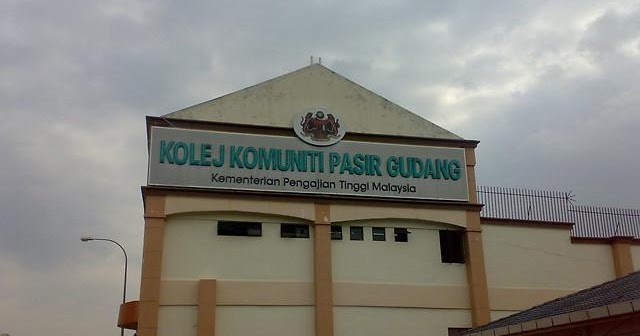 KOLEJ KOMUNITI PASIR GUDANG
Kementerian Pengajian Tinggi Malaysia